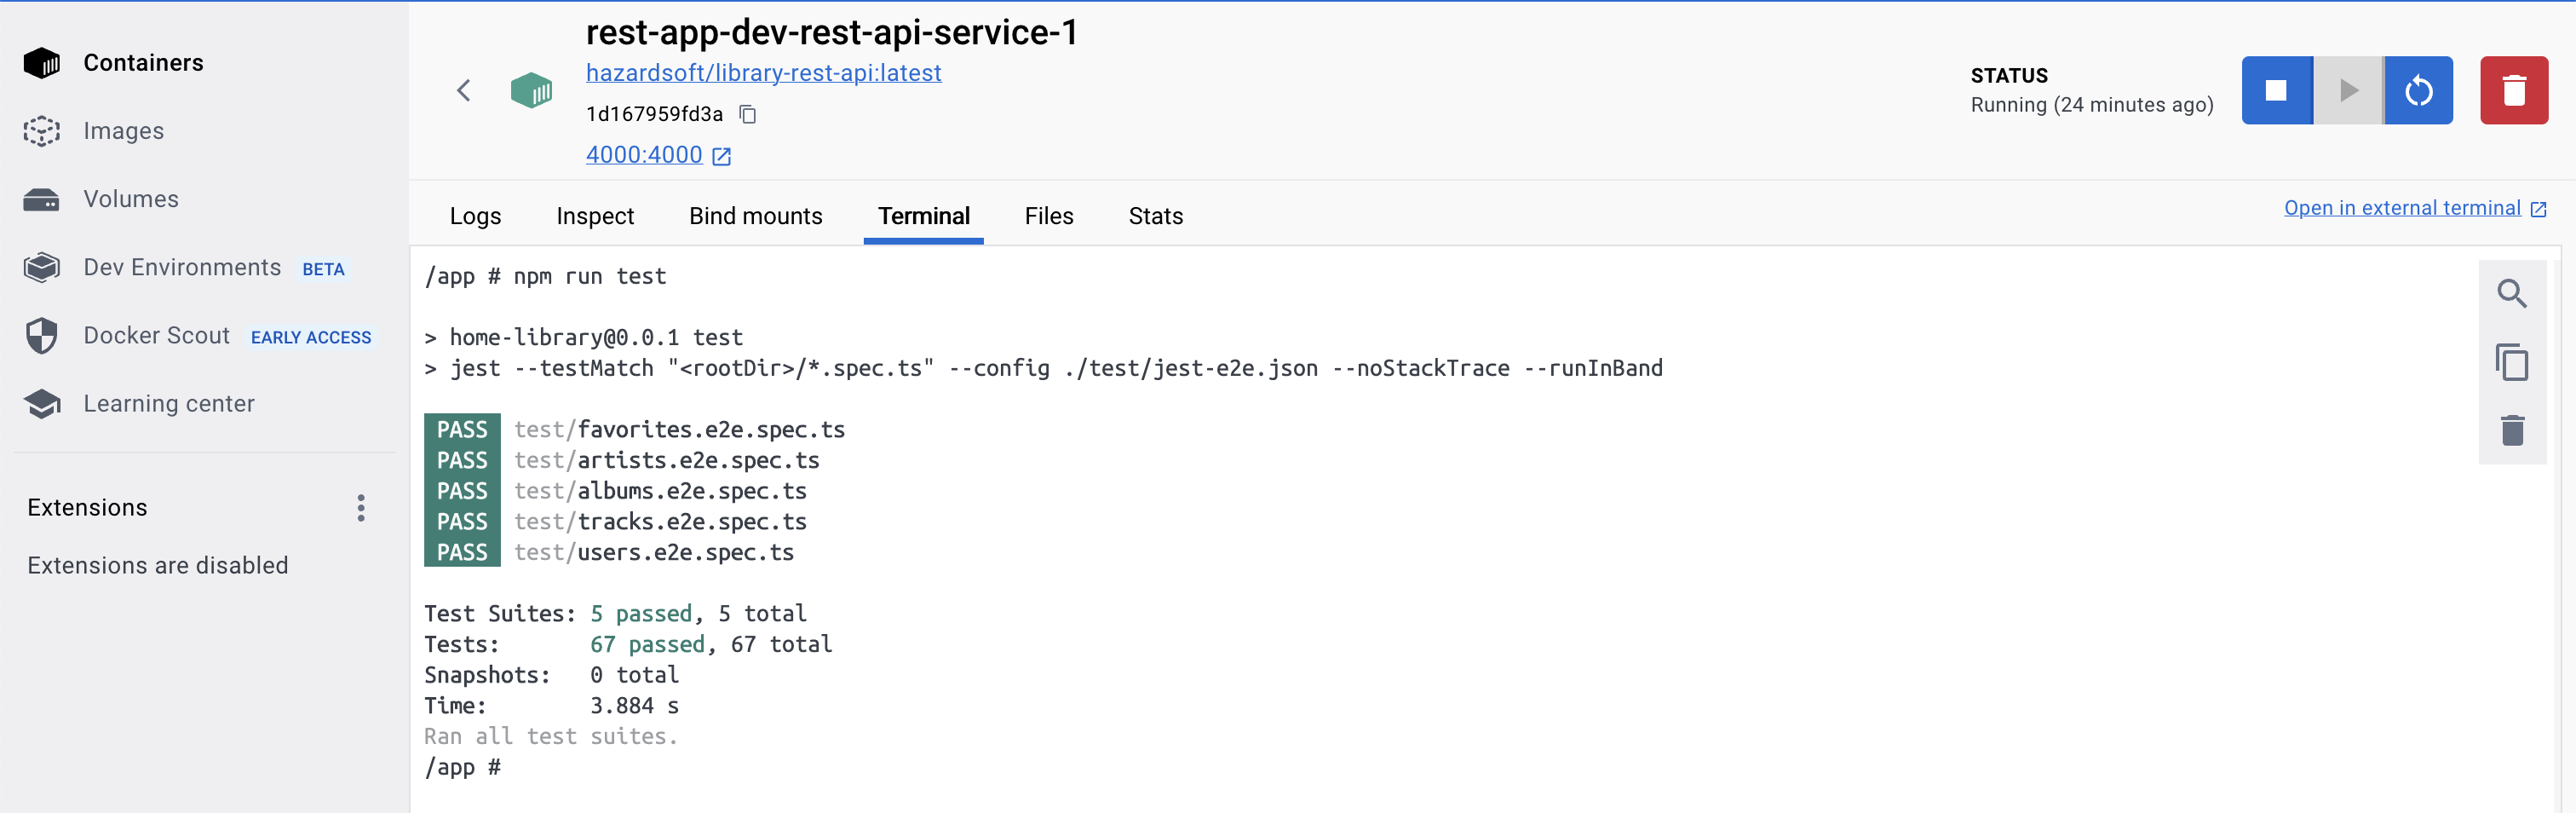 Containers
Images
Volumes
Dev Environments BETA
Docker Scout EARLY ACCESS
Learning center
Extensions
Extensions are disabled
rest-app-dev-rest-api-service-1
hazardsoft/library-rest-api:latest
1d167959fd3a
4000:4000
STATUS
Running (24 minutes ago)
Logs Inspect Bind mounts Terminal Files Stats
Open in external terminal
/app # npm run test
> home-library@0.0.1 test
> jest --testMatch "<rootDir>/*.spec.ts" --config ./test/jest-e2e.json --noStackTrace --runInBand
PASS test/favorites.e2e.spec.ts
PASS test/artists.e2e.spec.ts
PASS test/albums.e2e.spec.ts
PASS test/tracks.e2e.spec.ts
PASS test/users.e2e.spec.ts
Test Suites: 5 passed, 5 total
Tests: 67 passed, 67 total
Snapshots: 0 total
Time: 3.884 s
Ran all test suites.
/app #